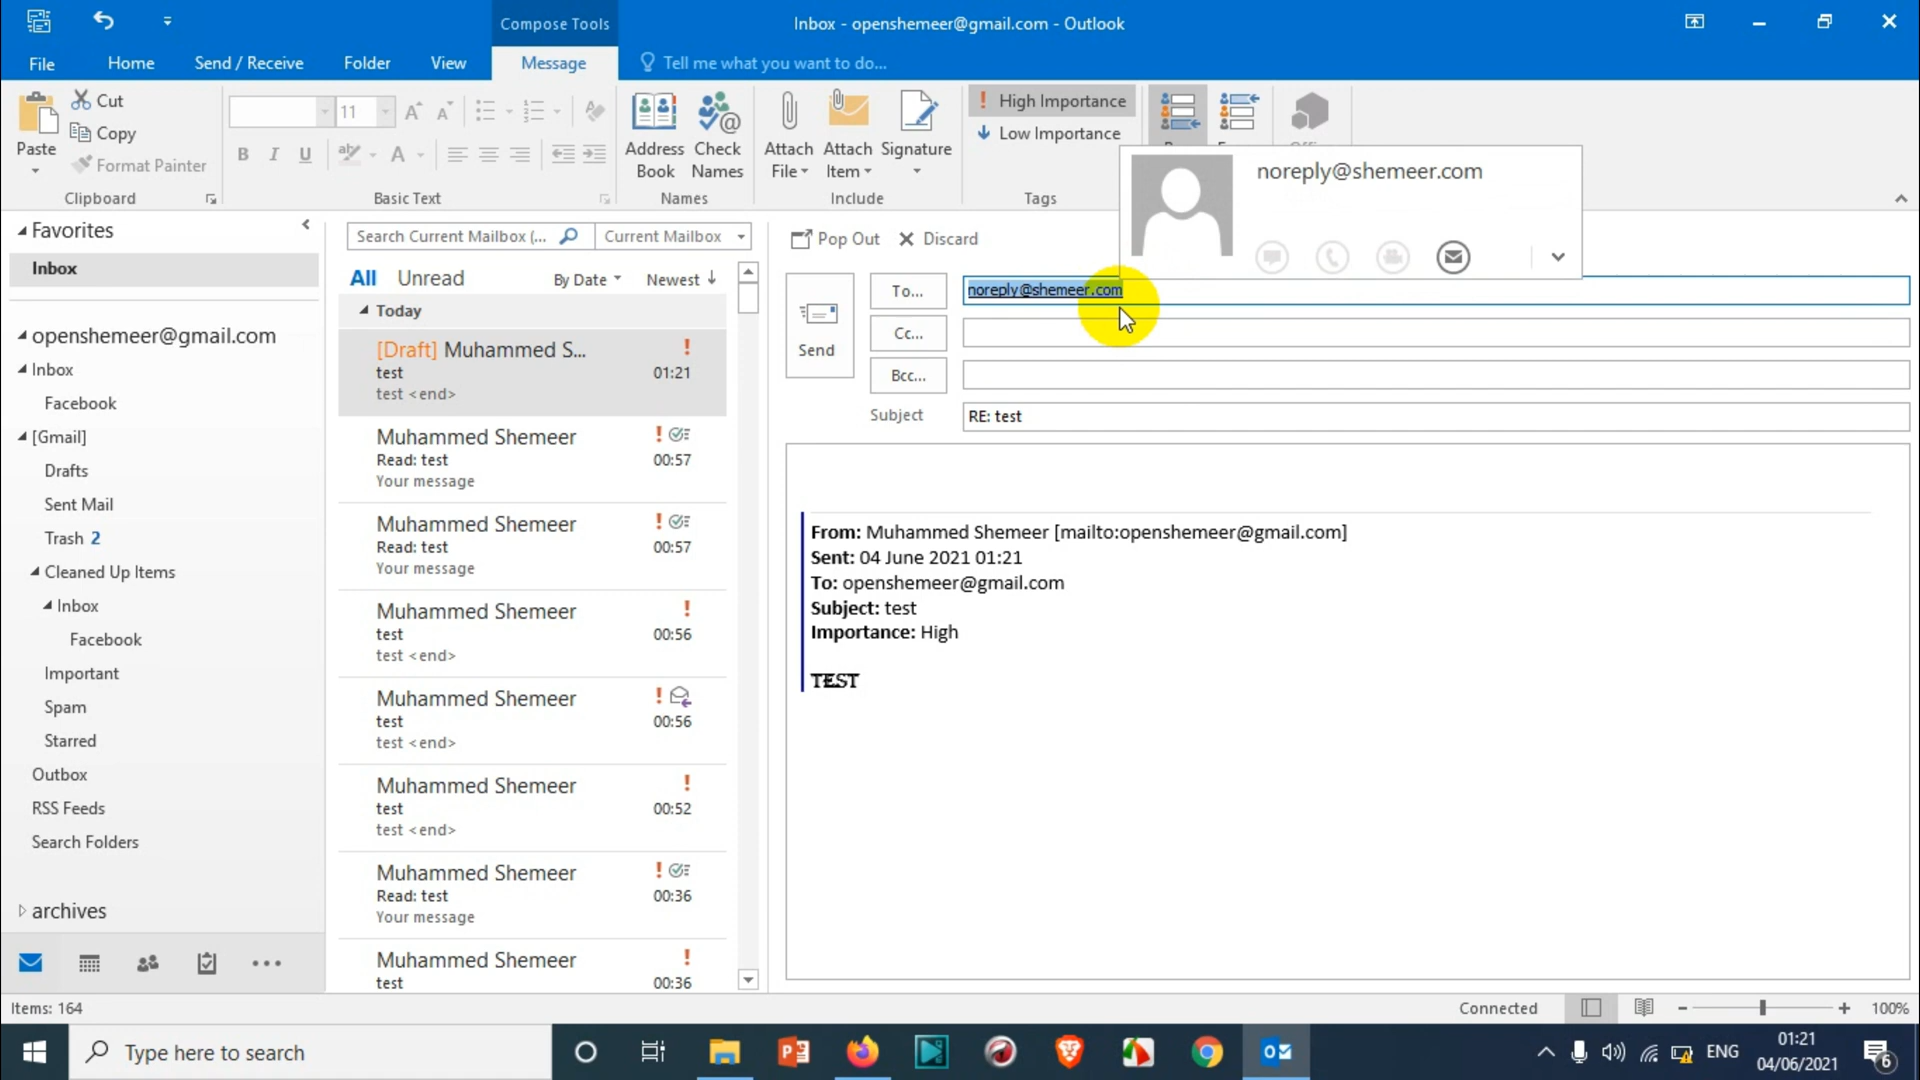 Compose Tools
Inbox - openshemeer@gmail.com - Outlook
File
Home
Send / Receive
Folder
View
Message
Tell me what you want to do...
Paste
Cut
Copy
Format Painter
Clipboard
11
B I U
A
Basic Text
Address Book
Check Names
Names
Attach File
Attach Item
Signature
Include
High Importance
Low Importance
Tags
noreply@shemeer.com
Favorites
Inbox
openshemeer@gmail.com
Inbox
Facebook
[Gmail]
Drafts
Sent Mail
Trash 2
Cleaned Up Items
Inbox
Facebook
Important
Spam
Starred
Outbox
RSS Feeds
Search Folders
archives
Search Current Mailbox (...
Current Mailbox
All
Unread
By Date
Newest
Today
[Draft] Muhammed S...
test 01:21
test <end>
Muhammed Shemeer
Read: test 00:57
Your message
Muhammed Shemeer
Read: test 00:57
Your message
Muhammed Shemeer
test 00:56
test <end>
Muhammed Shemeer
test 00:56
test <end>
Muhammed Shemeer
test 00:52
test <end>
Muhammed Shemeer
Read: test 00:36
Your message
Muhammed Shemeer
test 00:36
Pop Out
Discard
Send
To...
noreply@shemeer.com
Cc...
Bcc...
Subject
RE: test
From: Muhammed Shemeer [mailto:openshemeer@gmail.com]
Sent: 04 June 2021 01:21
To: openshemeer@gmail.com
Subject: test
Importance: High
TEST
Items: 164
Connected
100%
Type here to search
ENG
01:21
04/06/2021
6